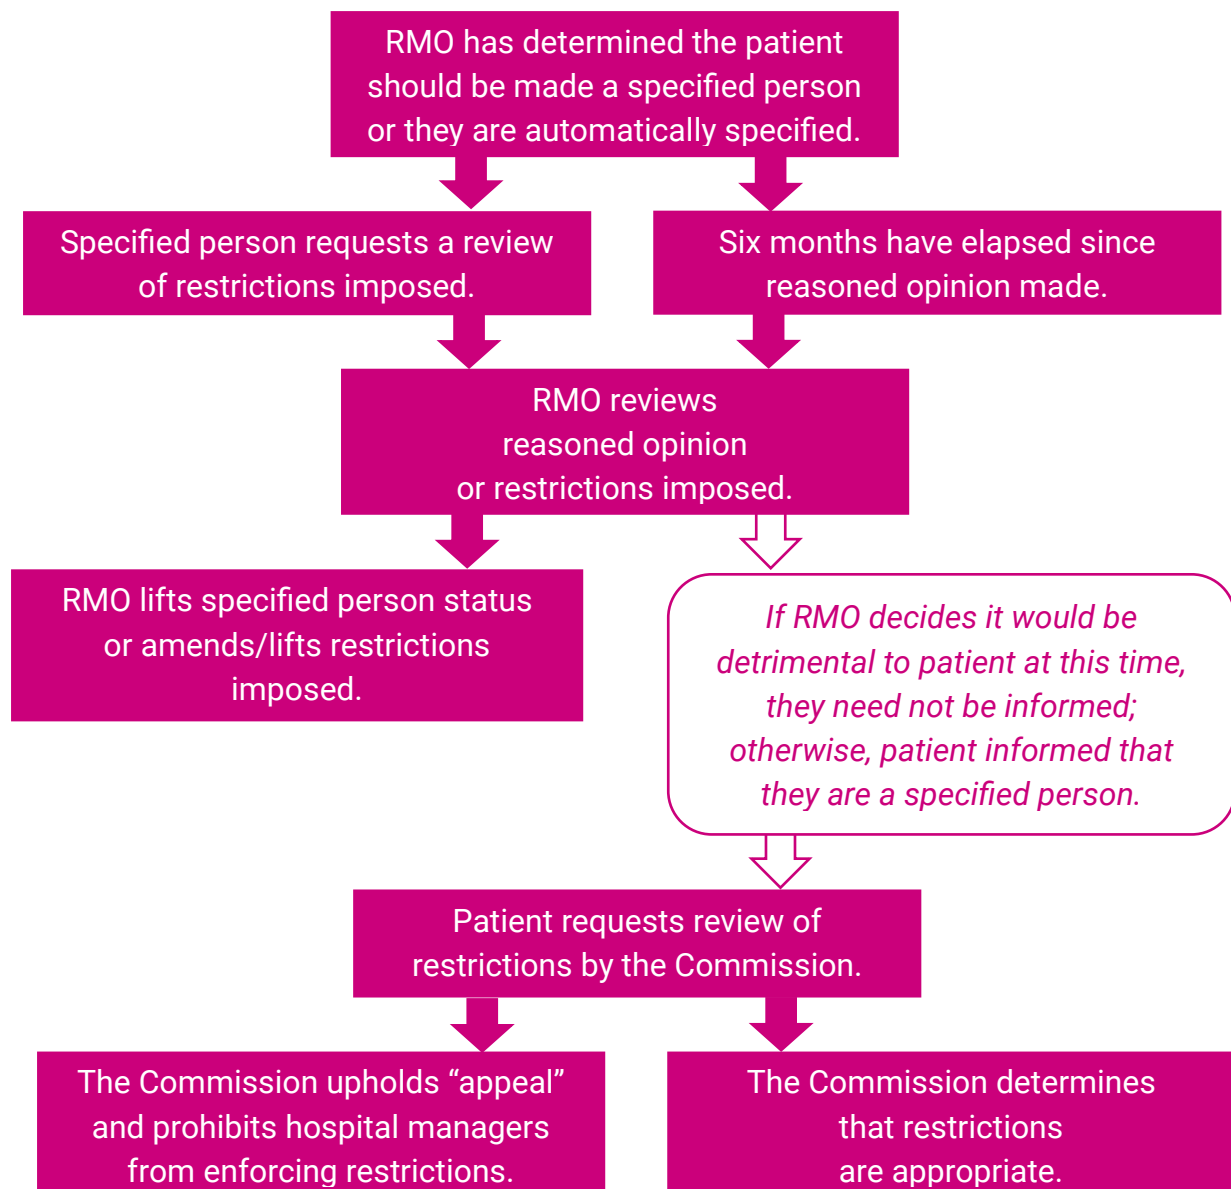 RMO has determined the patient
should be made a specified person
or they are automatically specified.
Specified person requests a review
of restrictions imposed.
Six months have elapsed since
reasoned opinion made.
RMO reviews
reasoned opinion
or restrictions imposed.
RMO lifts specified person status
or amends/lifts restrictions
imposed.
If RMO decides it would be
detrimental to patient at this time,
they need not be informed;
otherwise, patient informed that
they are a specified person.
Patient requests review of
restrictions by the Commission.
The Commission upholds “appeal”
and prohibits hospital managers
from enforcing restrictions.
The Commission determines
that restrictions
are appropriate.